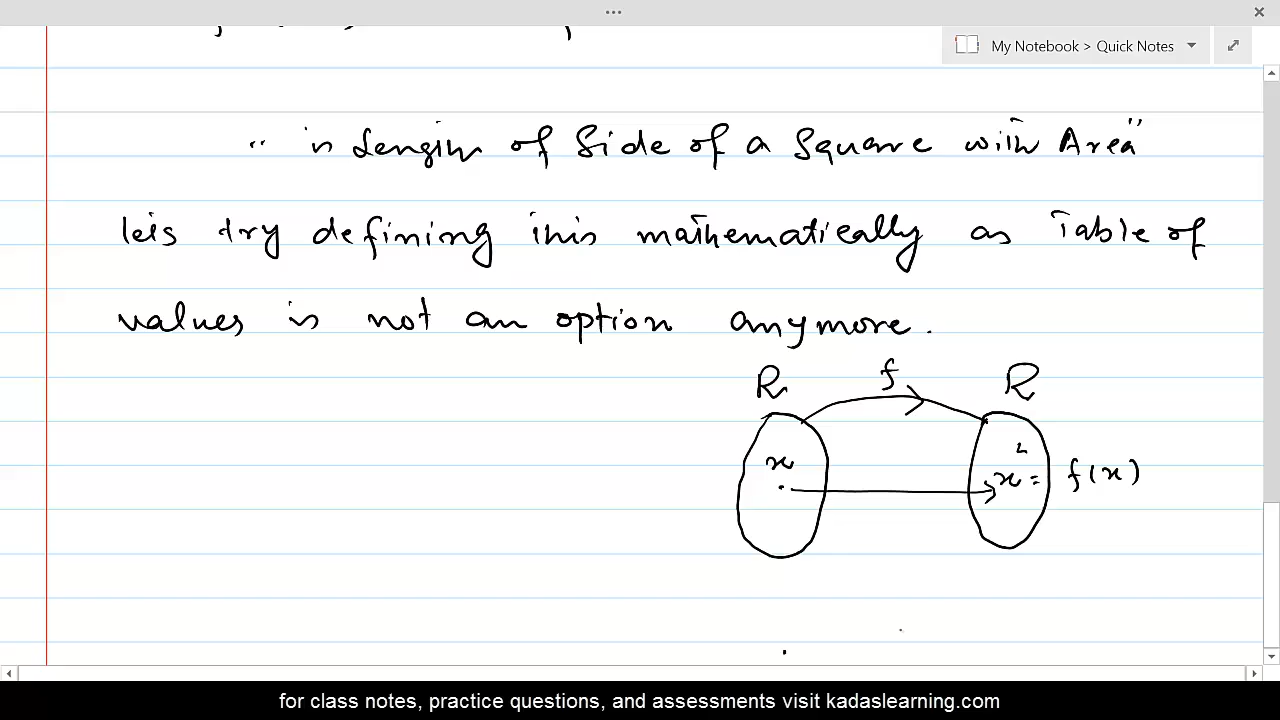 My Notebook > Quick Notes
" is length of Side of a Square with Area"
lets try defining this mathematically as Table of
values is not an option anymore.
R f R
x x² = f(x)
for class notes, practice questions, and assessments visit kadaslearning.com